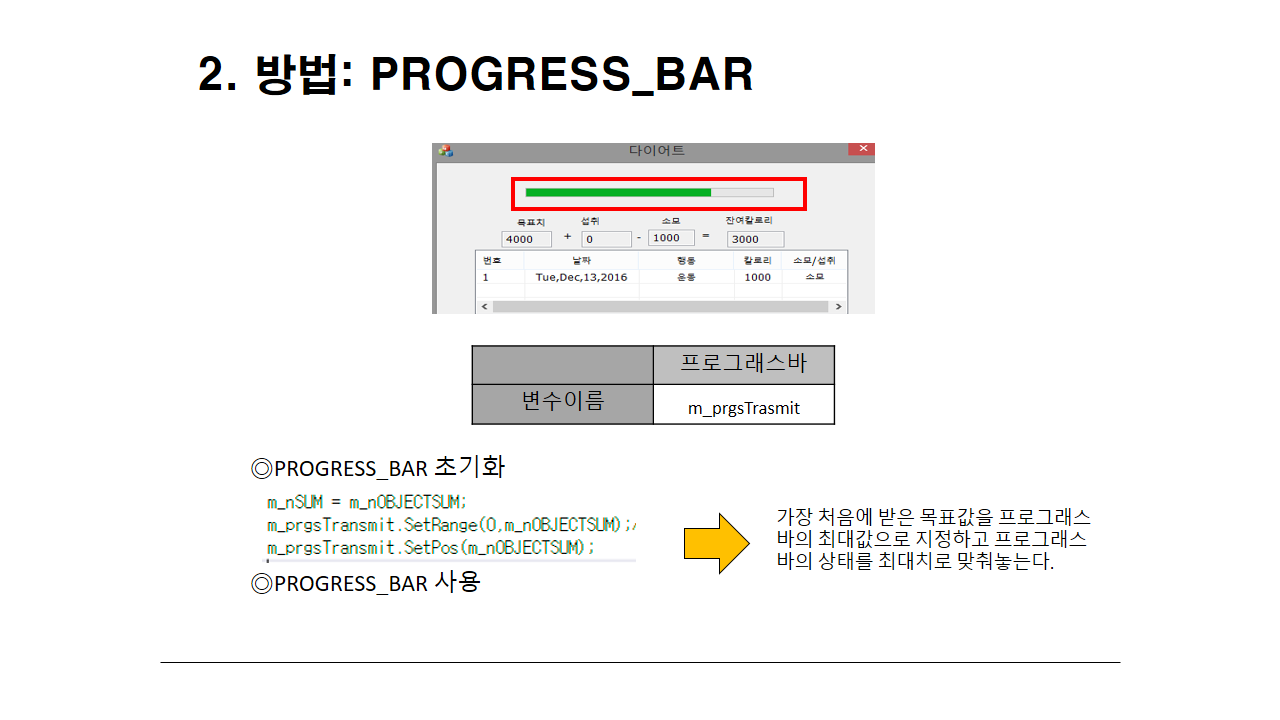 2. 방법: PROGRESS_BAR
다이어트
목표치 섭취 소모 잔여칼로리
4000 + 0 - 1000 = 3000
번호 날짜 행동 칼로리 소모/섭취
1 Tue,Dec,13,2016 운동 1000 소모
프로그래스바
변수이름 m_prgsTrasmit
◎PROGRESS_BAR 초기화
m_nSUM = m_nOBJECTSUM;
m_prgsTransmit.SetRange(0,m_nOBJECTSUM);/
m_prgsTransmit.SetPos(m_nOBJECTSUM);
가장 처음에 받은 목표값을 프로그래스
바의 최대값으로 지정하고 프로그래스
바의 상태를 최대치로 맞춰놓는다.
◎PROGRESS_BAR 사용